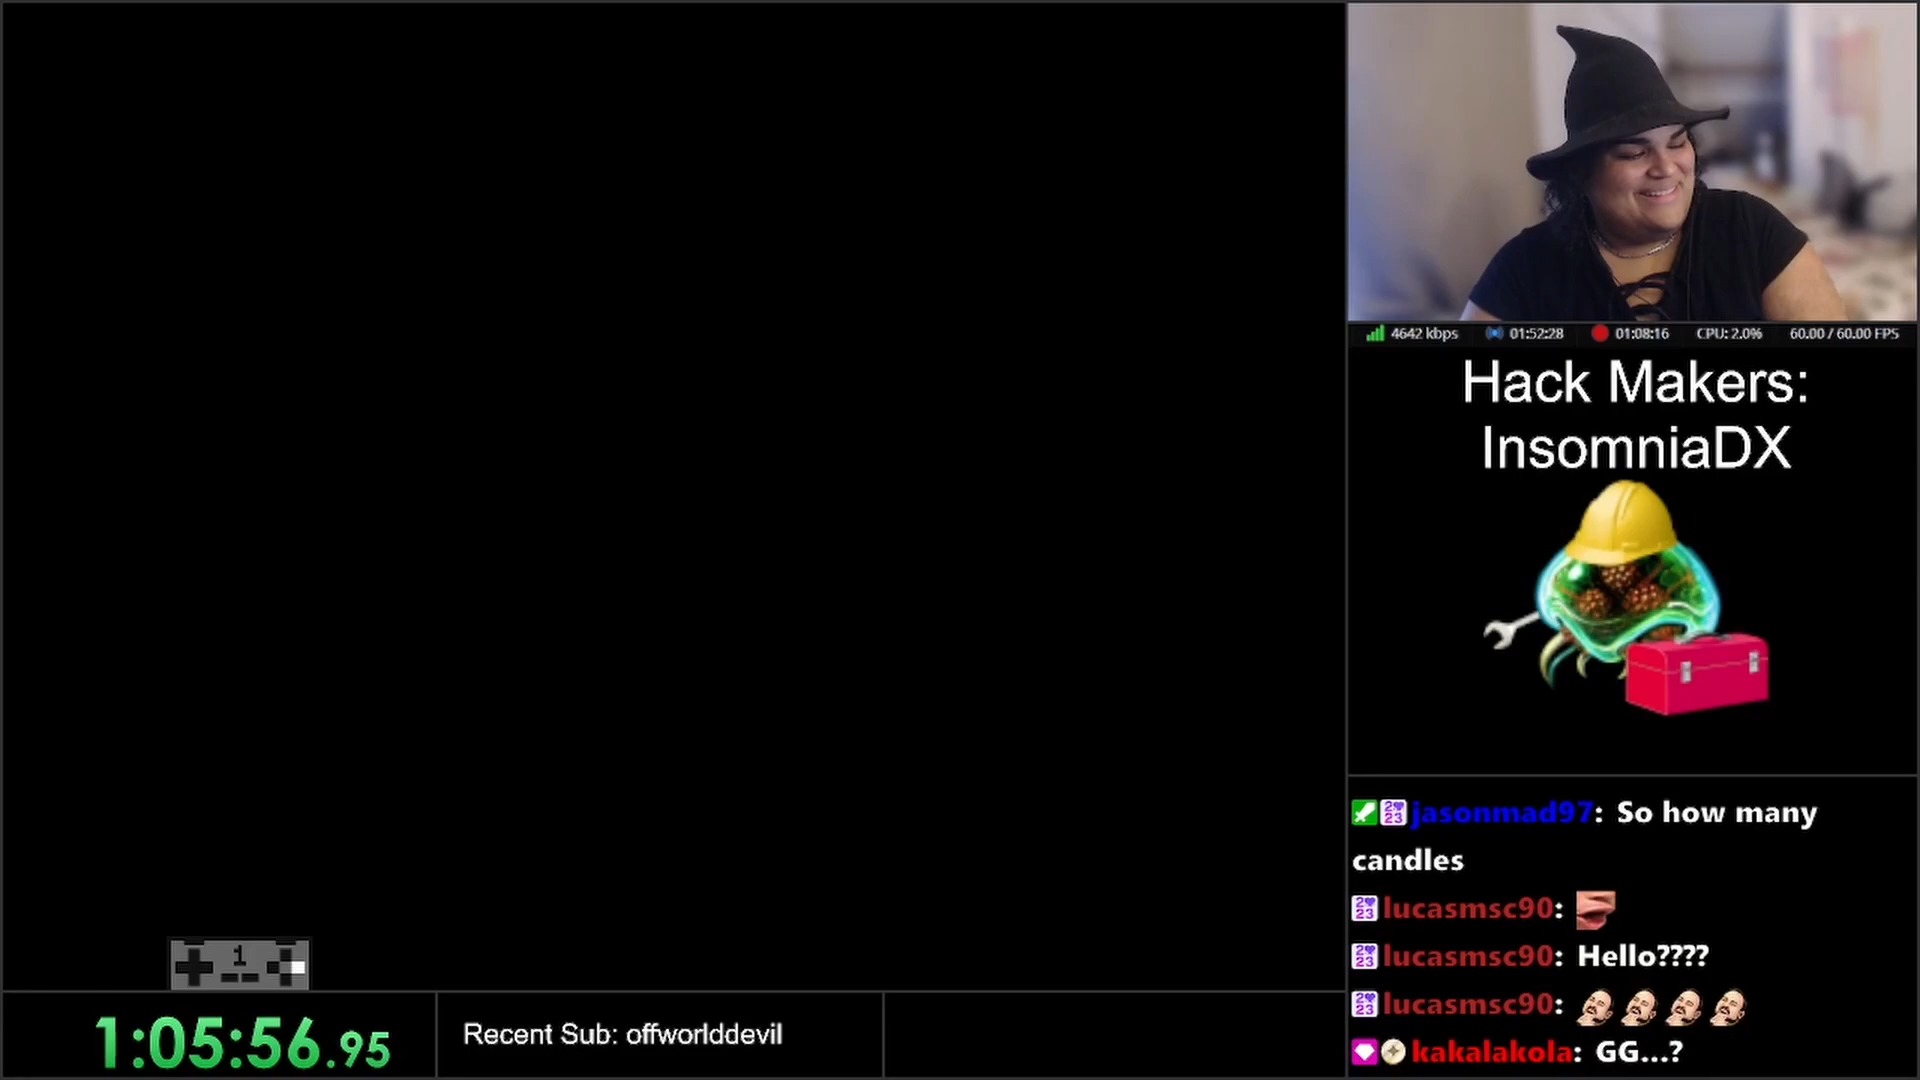 4642 kbps 01:52:28 01:08:16 CPU: 2.0% 60.00 / 60.00 FPS
Hack Makers:
InsomniaDX
jasonmad97: So how many
candles
lucasmsc90:
lucasmsc90: Hello????
lucasmsc90:
kakalakola: GG...?
1
1:05:56.95
Recent Sub: offworlddevil